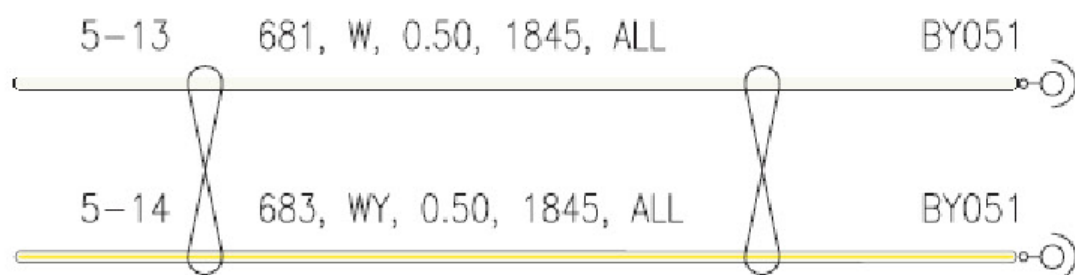 5-13 681, W, 0.50, 1845, ALL BY051
5-14 683, WY, 0.50, 1845, ALL BY051